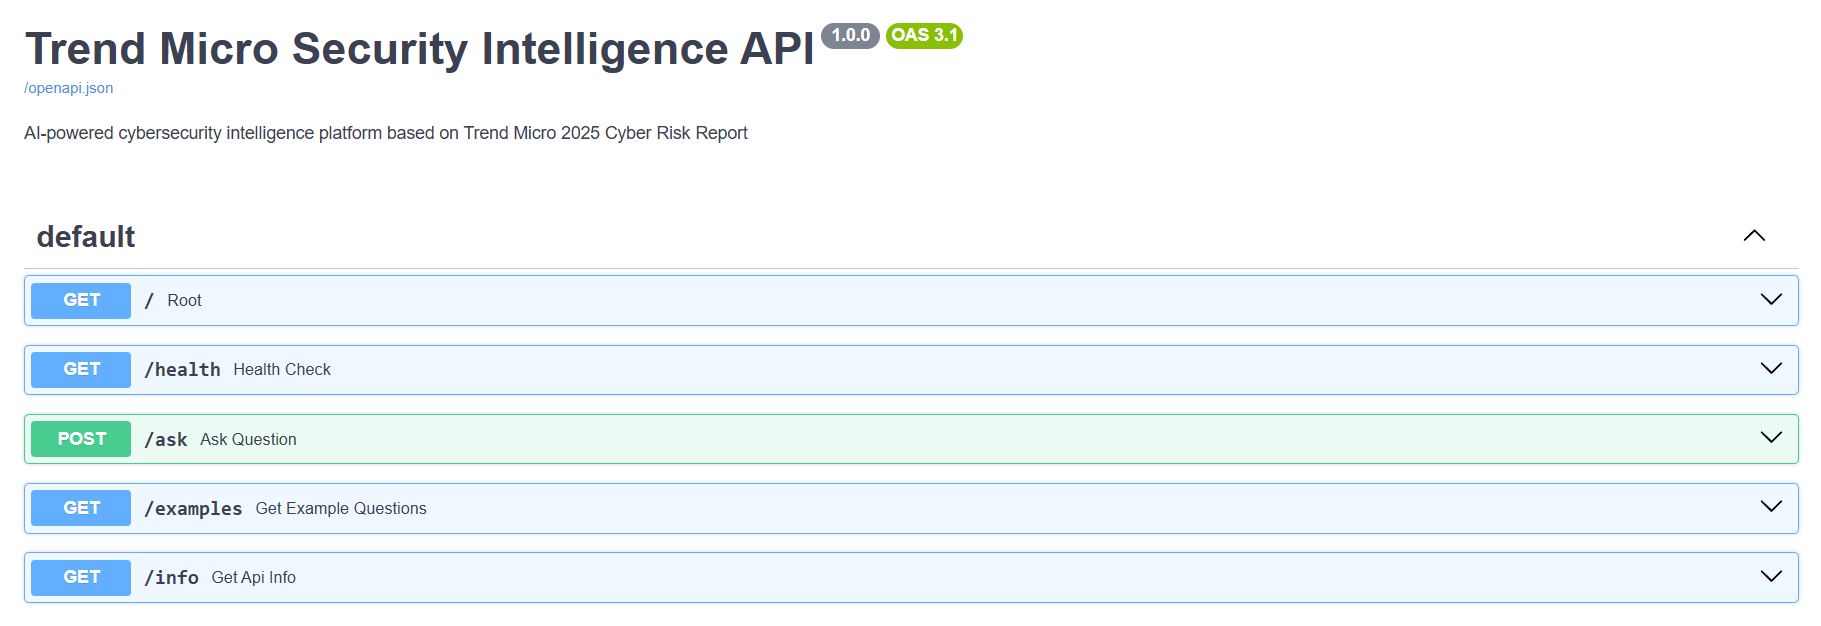 Trend Micro Security Intelligence API 1.0.0 OAS 3.1
/openapi.json
AI-powered cybersecurity intelligence platform based on Trend Micro 2025 Cyber Risk Report
default
GET / Root
GET /health Health Check
POST /ask Ask Question
GET /examples Get Example Questions
GET /info Get Api Info